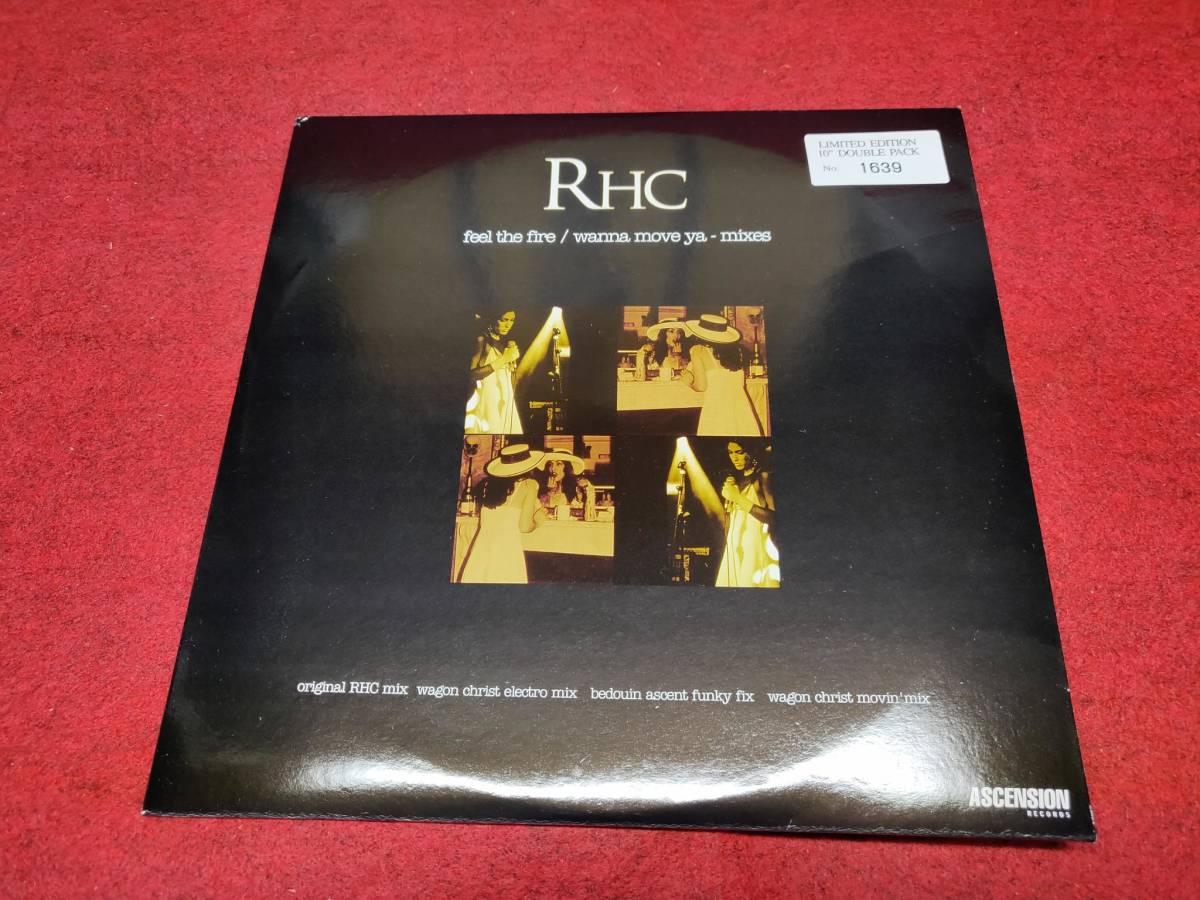 LIMITED EDITION
10" DOUBLE PACK
No. 1639
RHC
feel the fire / wanna move ya - mixes
original RHC mix wagon christ electro mix bedouin ascent funky fix wagon christ movin' mix
ASCENSION
RECORDS